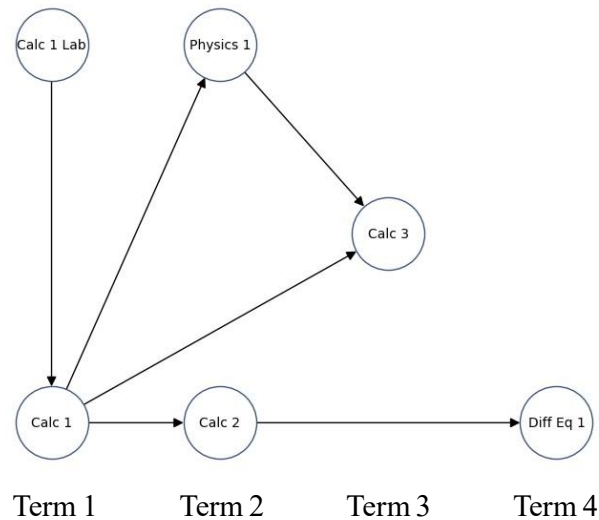 Calc 1 Lab
Physics 1
Calc 3
Calc 1
Calc 2
Diff Eq 1
Term 1
Term 2
Term 3
Term 4